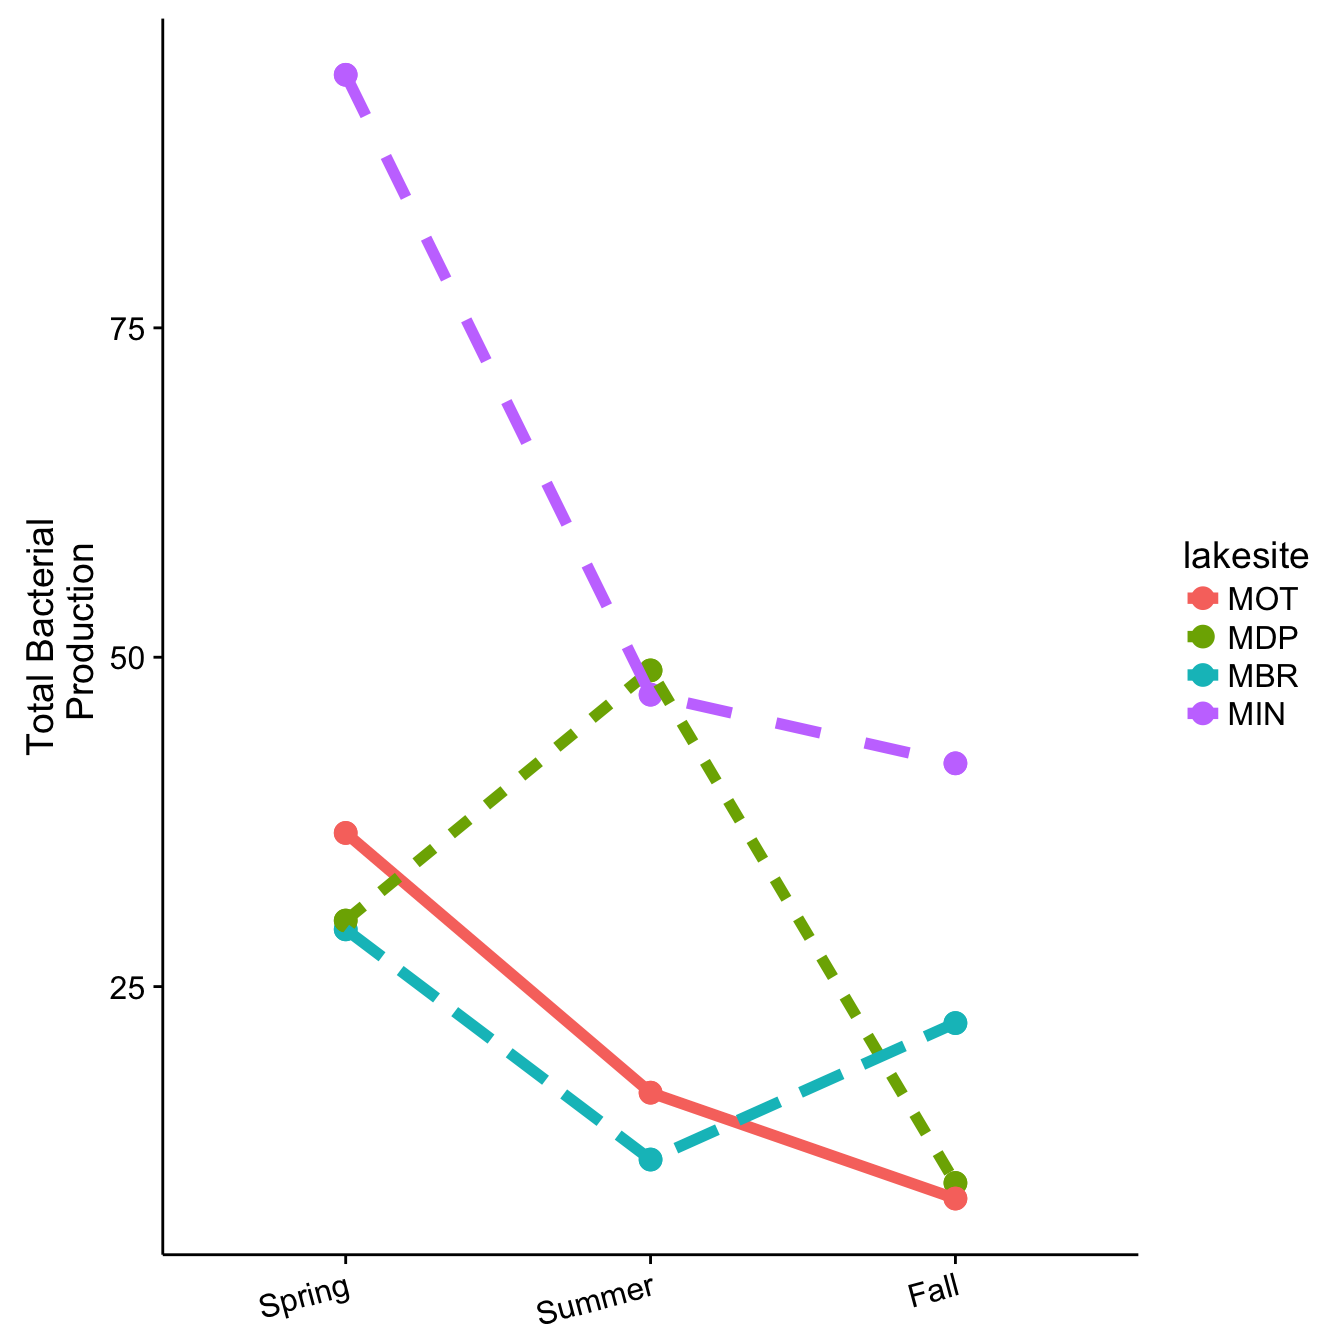 Total Bacterial
Production
75
50
25
Spring
Summer
Fall
lakesite
MOT
MDP
MBR
MIN